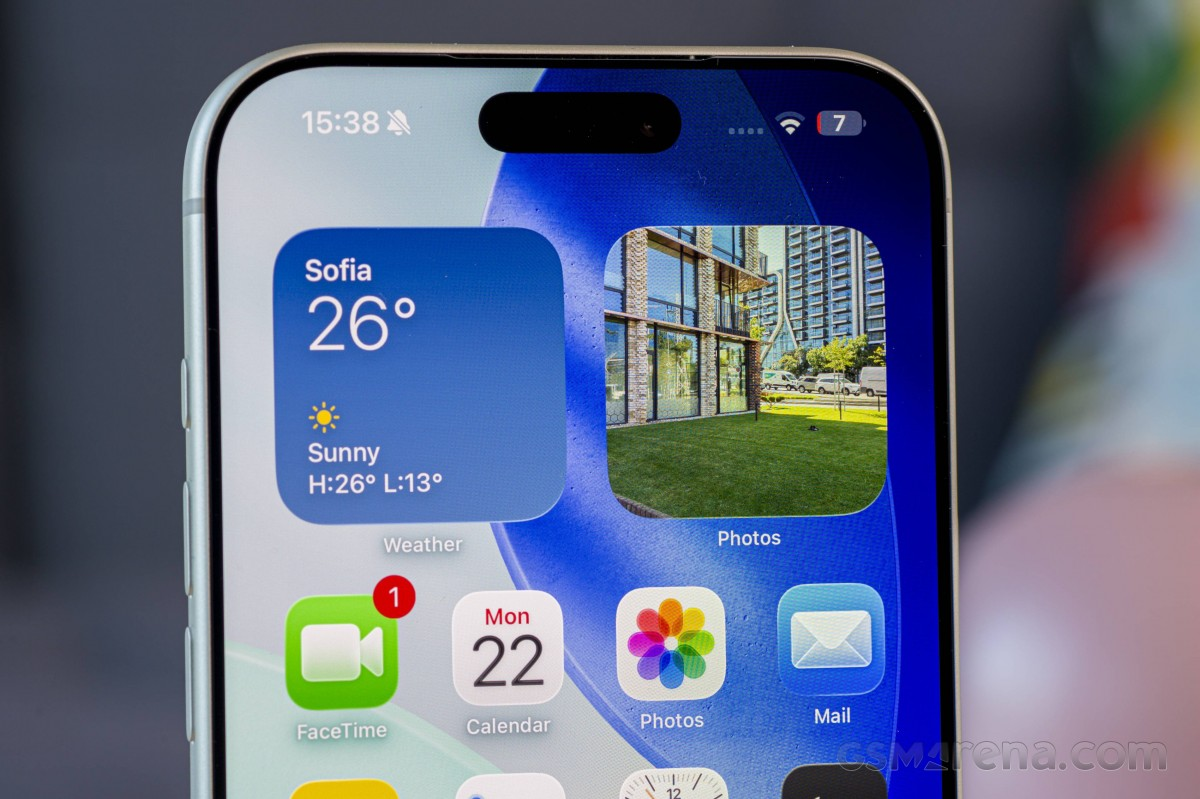 15:38
7
Sofia
26°
Sunny
H:26° L:13°
Weather
Photos
1
Mon
22
FaceTime
Calendar
Photos
Mail
12
GSMArena.com